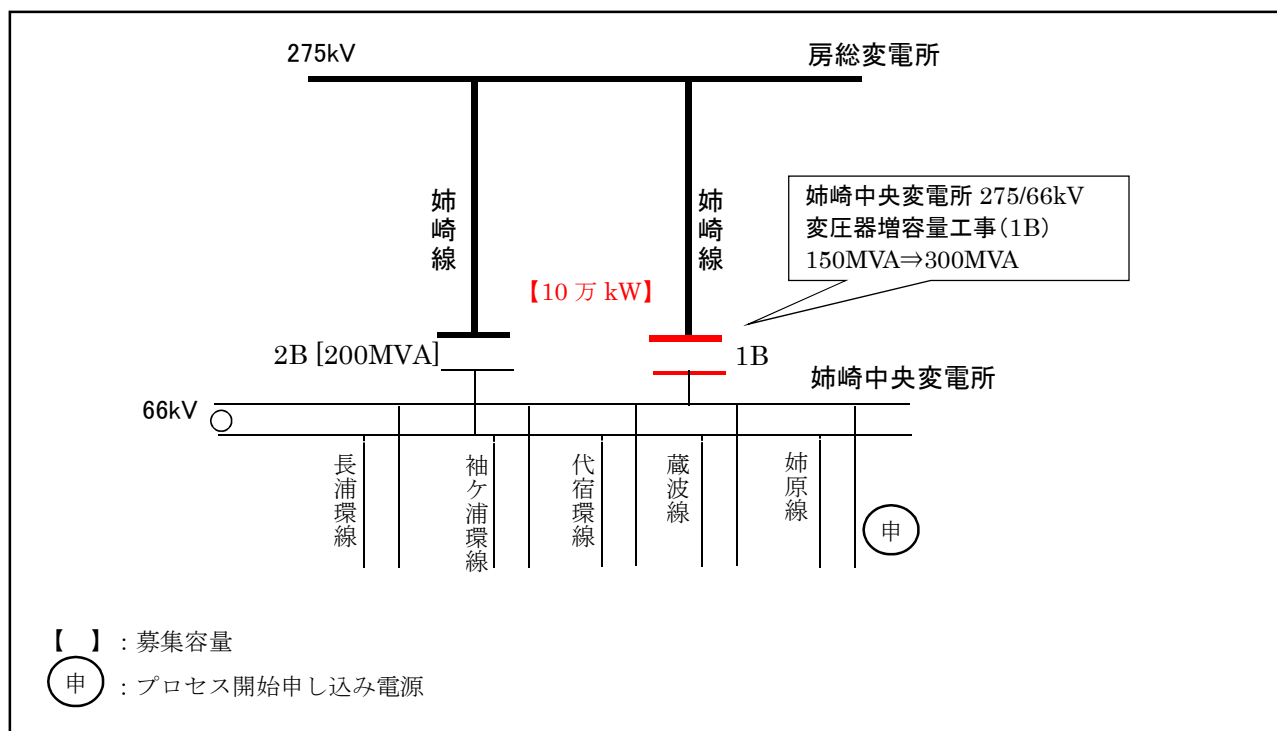 275kV
房総変電所
姉崎線
姉崎線
姉崎中央変電所 275/66kV
変圧器増容量工事(1B)
150MVA⇒300MVA
【10 万 kW】
2B [200MVA]
1B
姉崎中央変電所
66kV
長浦環線
袖ケ浦環線
代宿環線
蔵波線
姉原線
申
【 】：募集容量
申 ：プロセス開始申し込み電源